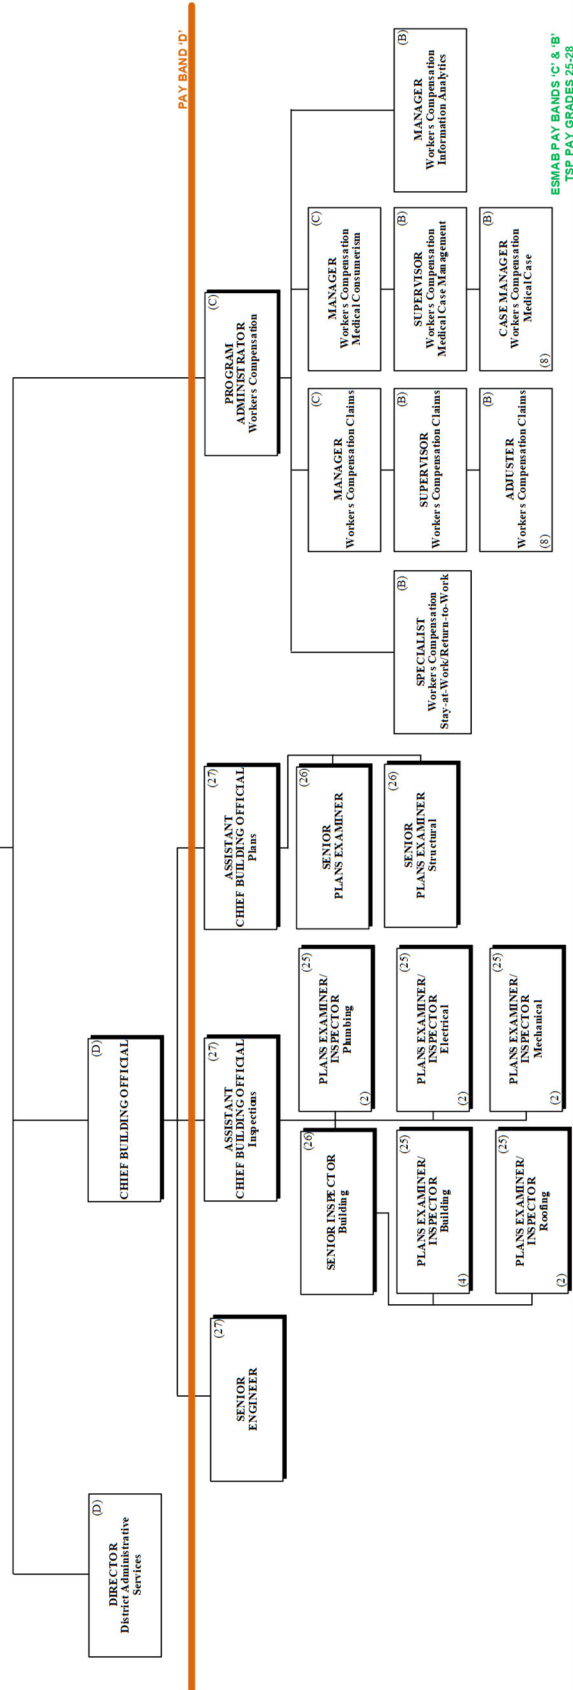 PAY BAND ‘D’
DIRECTOR
District Administrative
Services
(D)
CHIEF BUILDING OFFICIAL
(D)
SENIOR
ENGINEER
(27)
ASSISTANT
CHIEF BUILDING OFFICIAL
Inspections
(27)
ASSISTANT
CHIEF BUILDING OFFICIAL
Plans
(27)
PROGRAM
ADMINISTRATOR
Workers Compensation
(C)
SENIOR INSPECTOR
Building
(26)
PLANS EXAMINER/
INSPECTOR
Plumbing
(25)
(2)
SENIOR
PLANS EXAMINER
(26)
MANAGER
Workers Compensation Claims
(C)
MANAGER
Workers Compensation
Medical Consumerism
(C)
PLANS EXAMINER/
INSPECTOR
Building
(25)
(4)
PLANS EXAMINER/
INSPECTOR
Electrical
(25)
(2)
SENIOR
PLANS EXAMINER
Structural
(26)
SPECIALIST
Workers Compensation
Stay-at-Work/Return-to-Work
(B)
SUPERVISOR
Workers Compensation Claims
(B)
SUPERVISOR
Workers Compensation
Medical Case Management
(B)
MANAGER
Workers Compensation
Information Analytics
(B)
PLANS EXAMINER/
INSPECTOR
Roofing
(25)
(2)
PLANS EXAMINER/
INSPECTOR
Mechanical
(25)
(2)
ADJUSTER
Workers Compensation Claims
(B)
(8)
CASE MANAGER
Workers Compensation
Medical Case
(B)
(8)
ESMAB PAY BANDS ‘C’ & ‘B’
TSP PAY GRADES 25-28